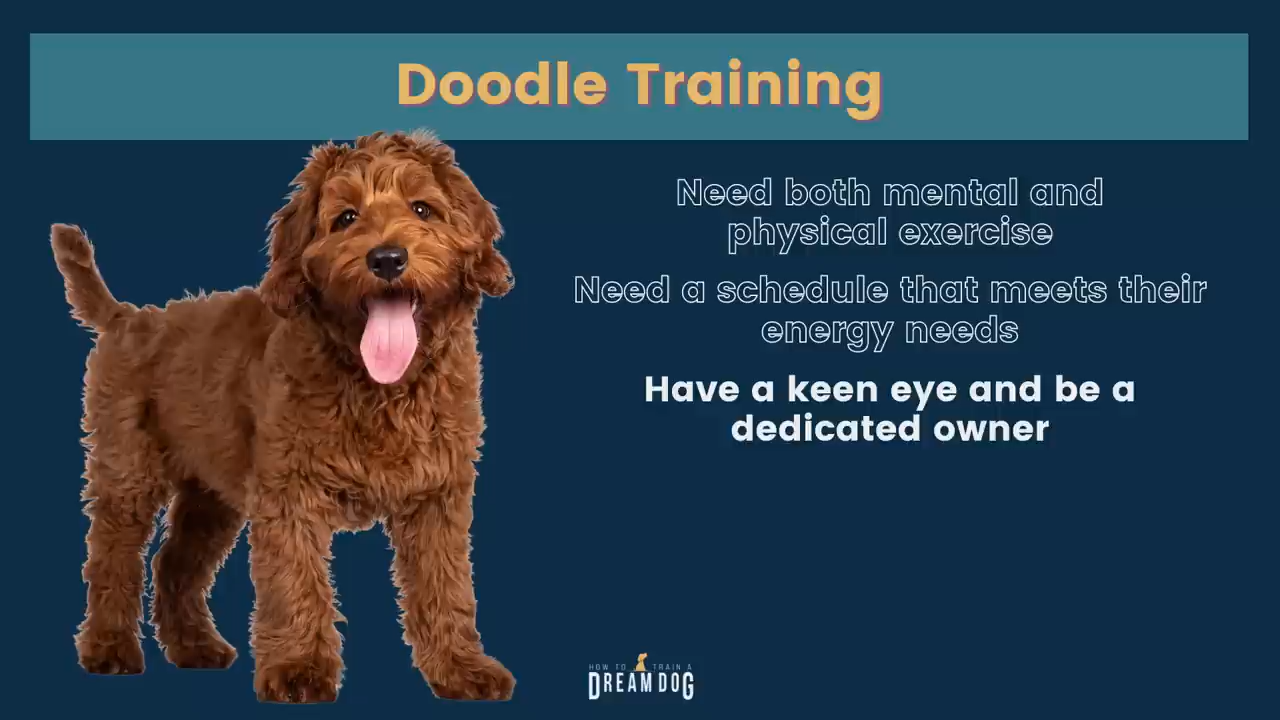 Doodle Training
Need both mental and
physical exercise
Need a schedule that meets their
energy needs
Have a keen eye and be a
dedicated owner
HOW TO TRAIN A
DREAM DOG